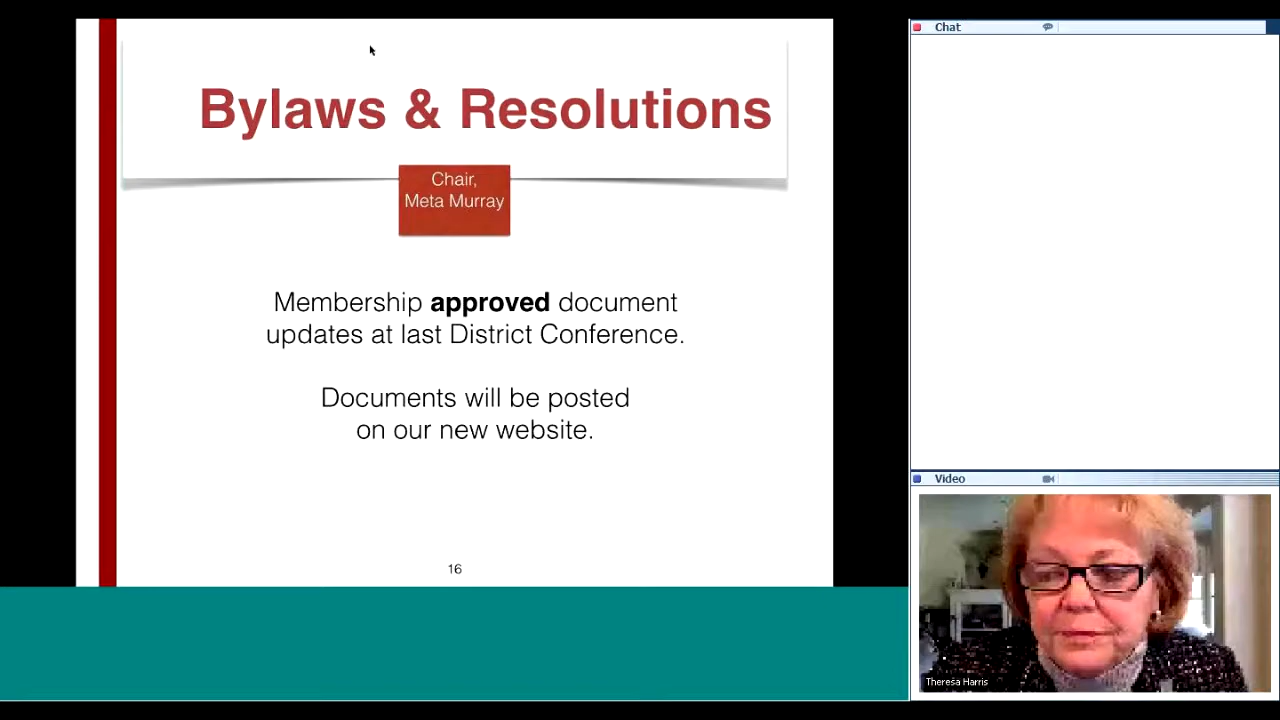 Bylaws & Resolutions
Chair,
Meta Murray
Membership approved document
updates at last District Conference.
Documents will be posted
on our new website.
16
Chat
Video
Theresa Harris